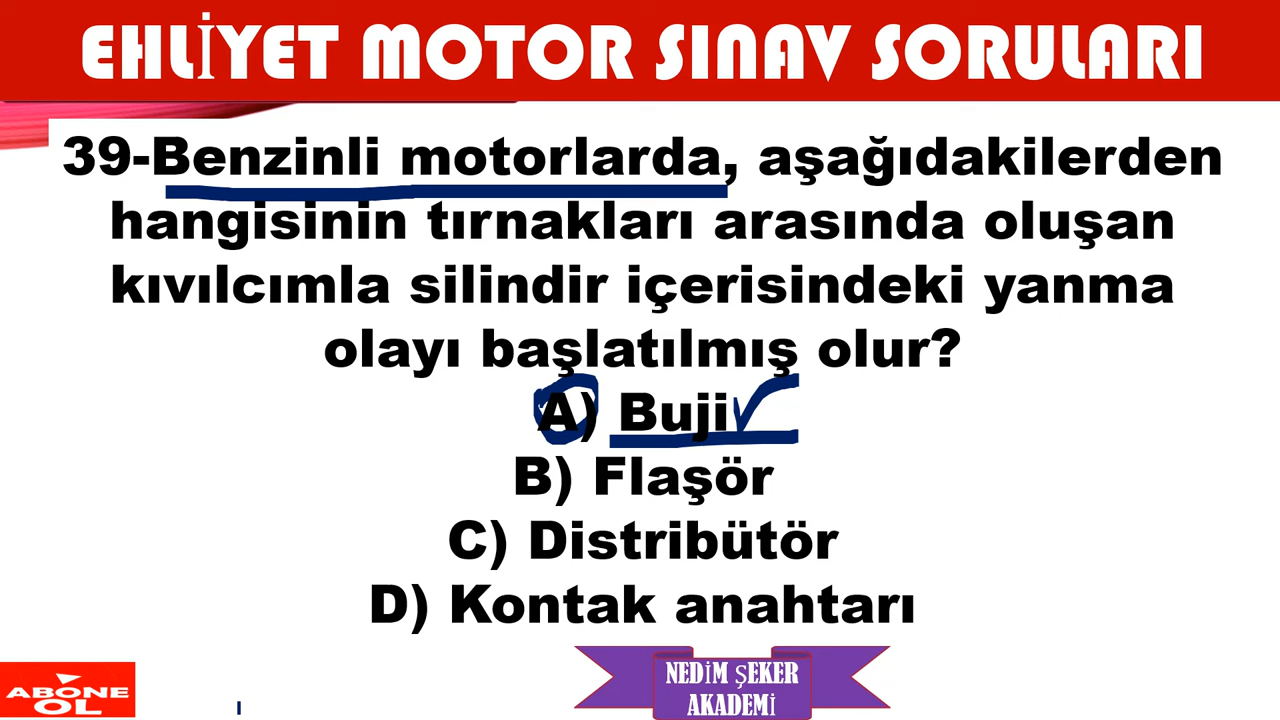 EHLİYET MOTOR SINAV SORULARI
39-Benzinli motorlarda, aşağıdakilerden
hangisinin tırnakları arasında oluşan
kıvılcımla silindir içerisindeki yanma
olayı başlatılmış olur?
A) Buji
B) Flaşör
C) Distribütör
D) Kontak anahtarı
NEDİM ŞEKER
AKADEMİ
ABONE
OL